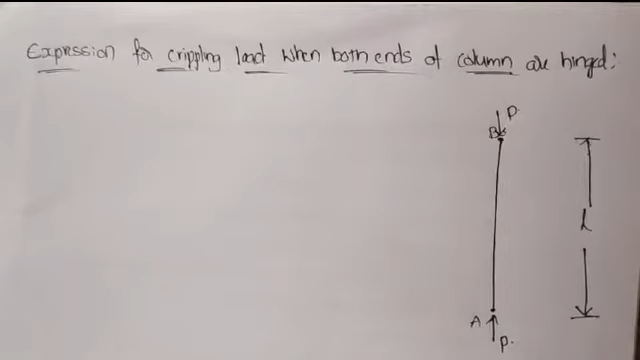 Expression for crippling load when both ends of column are hinged:
P.
B
l
A
P.